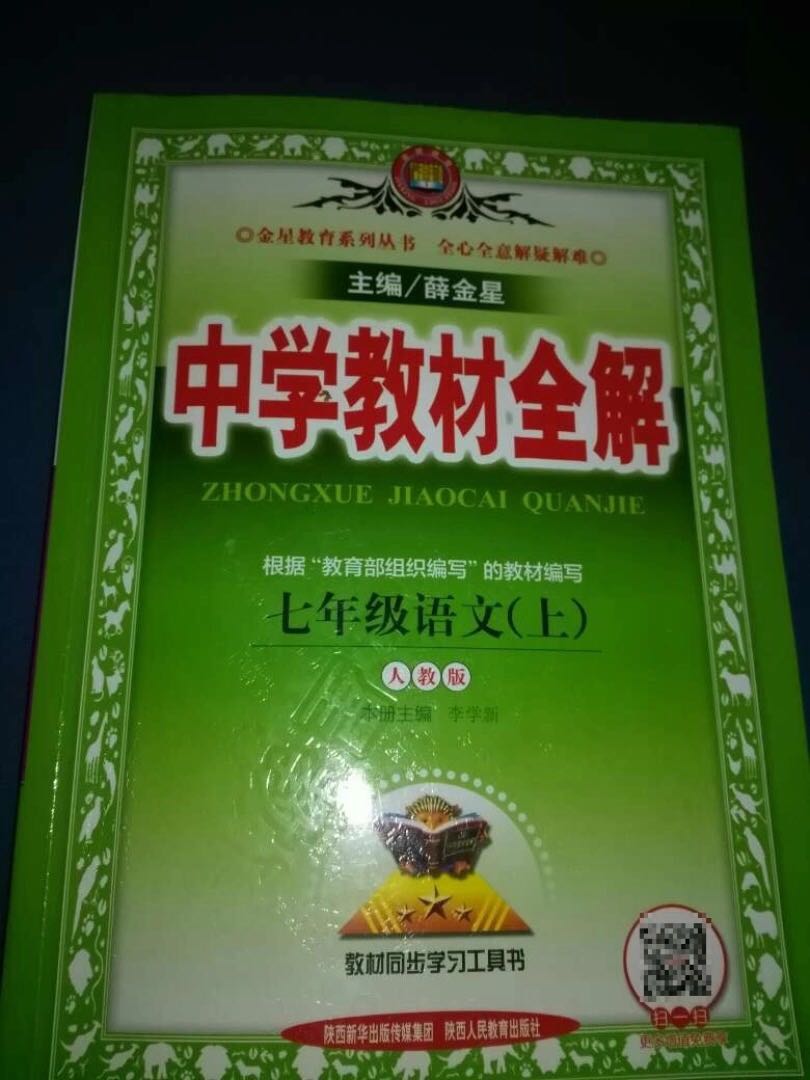 ◎金星教育系列丛书 全心全意解疑解难◎
主编/薛金星
中学教材全解
ZHONGXUE JIAOCAI QUANJIE
根据“教育部组织编写”的教材编写
七年级语文(上)
人教版
本册主编 李学新
教材同步学习工具书
扫一扫
陕西新华出版传媒集团 陕西人民教育出版社